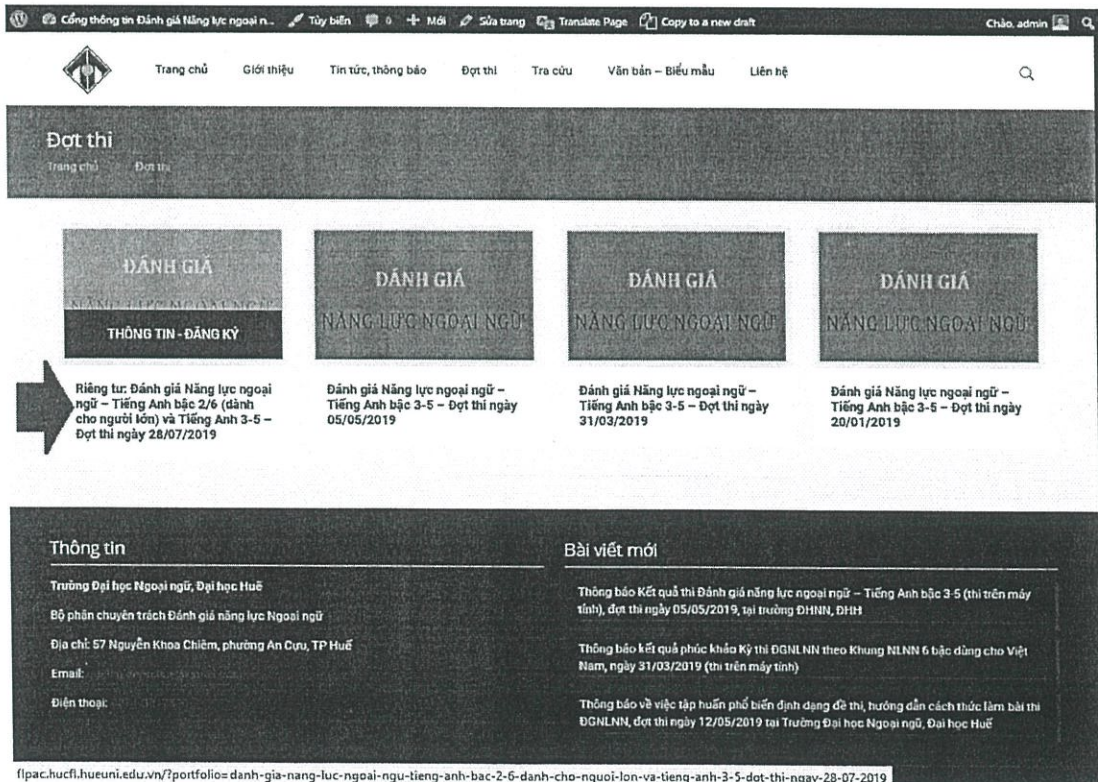 Cổng thông tin Đánh giá Năng lực ngoại n... Tùy biến 0 Mới Sửa trang Translate Page Copy to a new draft Chào, admin
Trang chủ Giới thiệu Tin tức, thông báo Đợt thi Tra cứu Văn bản – Biểu mẫu Liên hệ
Đợt thi
Trang chủ Đợt thi
ĐÁNH GIÁ
NĂNG LỰC NGOẠI NGỮ
THÔNG TIN - ĐĂNG KÝ
Riêng tư: Đánh giá Năng lực ngoại
ngữ – Tiếng Anh bậc 2/6 (dành
cho người lớn) và Tiếng Anh 3-5 –
Đợt thi ngày 28/07/2019
ĐÁNH GIÁ
NĂNG LỰC NGOẠI NGỮ
Đánh giá Năng lực ngoại ngữ –
Tiếng Anh bậc 3-5 – Đợt thi ngày
05/05/2019
ĐÁNH GIÁ
NĂNG LỰC NGOẠI NGỮ
Đánh giá Năng lực ngoại ngữ –
Tiếng Anh bậc 3-5 – Đợt thi ngày
31/03/2019
ĐÁNH GIÁ
NĂNG LỰC NGOẠI NGỮ
Đánh giá Năng lực ngoại ngữ –
Tiếng Anh bậc 3-5 – Đợt thi ngày
20/01/2019
Thông tin
Trường Đại học Ngoại ngữ, Đại học Huế
Bộ phận chuyên trách Đánh giá năng lực Ngoại ngữ
Địa chỉ: 57 Nguyễn Khoa Chiêm, phường An Cựu, TP Huế
Email:
Điện thoại:
Bài viết mới
Thông báo Kết quả thi Đánh giá năng lực ngoại ngữ – Tiếng Anh bậc 3-5 (thi trên máy
tính), đợt thi ngày 05/05/2019, tại trường ĐHNN, ĐHH
Thông báo kết quả phúc khảo Kỳ thi ĐGNLNN theo Khung NLNN 6 bậc dùng cho Việt
Nam, ngày 31/03/2019 (thi trên máy tính)
Thông báo về việc tập huấn phổ biến định dạng đề thi, hướng dẫn cách thức làm bài thi
ĐGNLNN, đợt thi ngày 12/05/2019 tại Trường Đại học Ngoại ngữ, Đại học Huế
flpac.hucfl.hueuni.edu.vn/?portfolio=danh-gia-nang-luc-ngoai-ngu-tieng-anh-bac-2-6-danh-cho-nguoi-lon-va-tieng-anh-3-5-dot-thi-ngay-28-07-2019